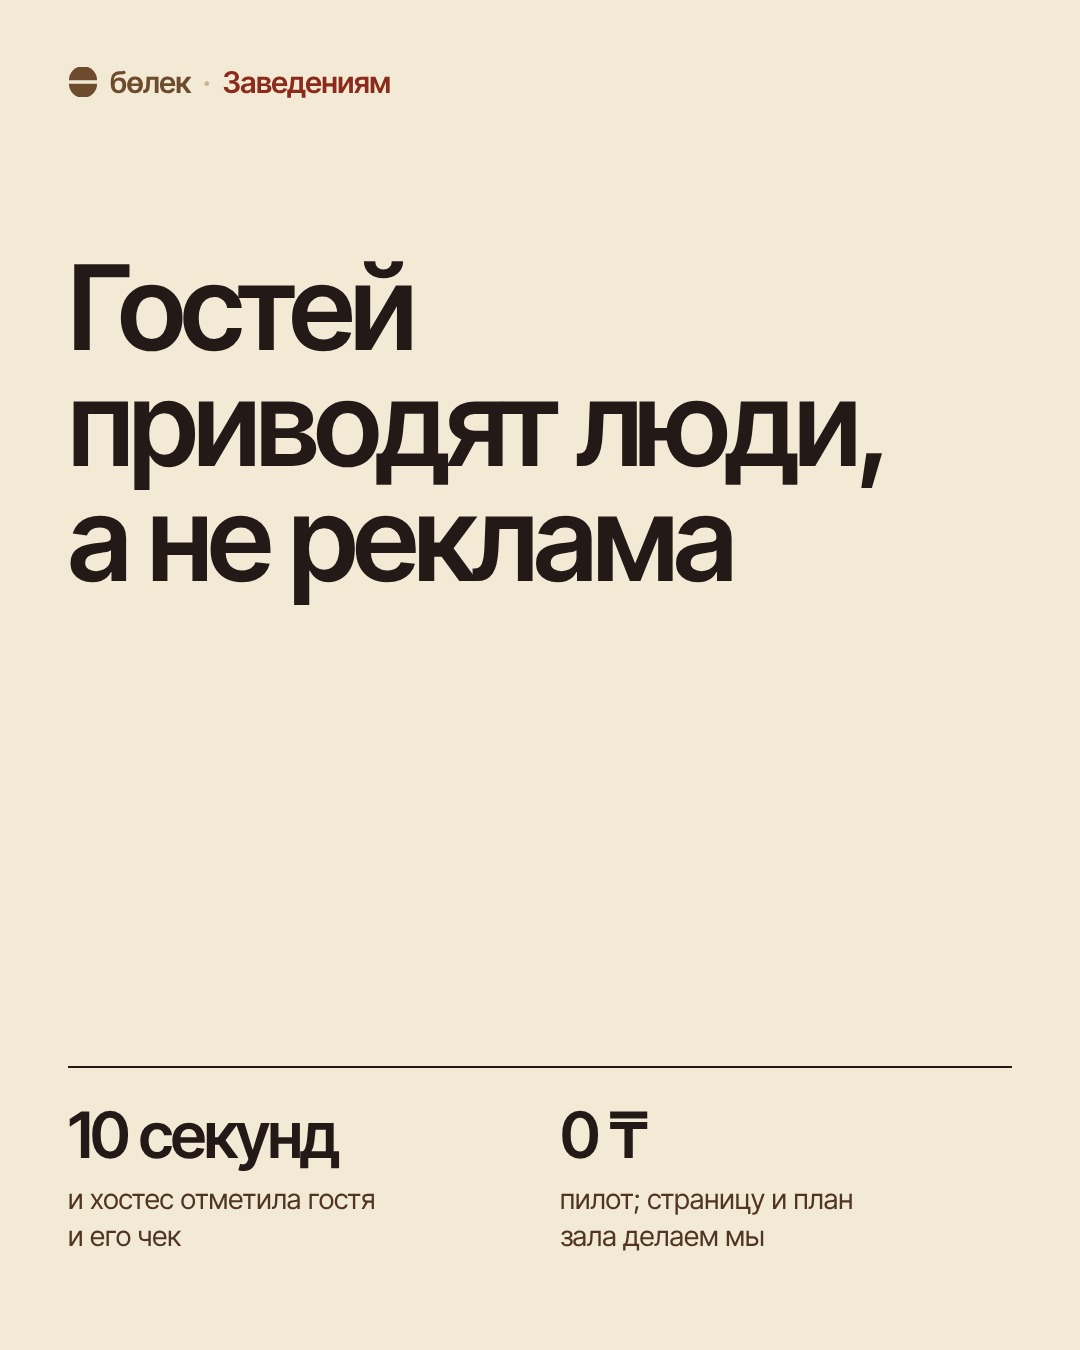 бөлек · Заведениям
Гостей
приводят люди,
а не реклама
10 секунд
и хостес отметила гостя
и его чек
0 ₸
пилот; страницу и план
зала делаем мы